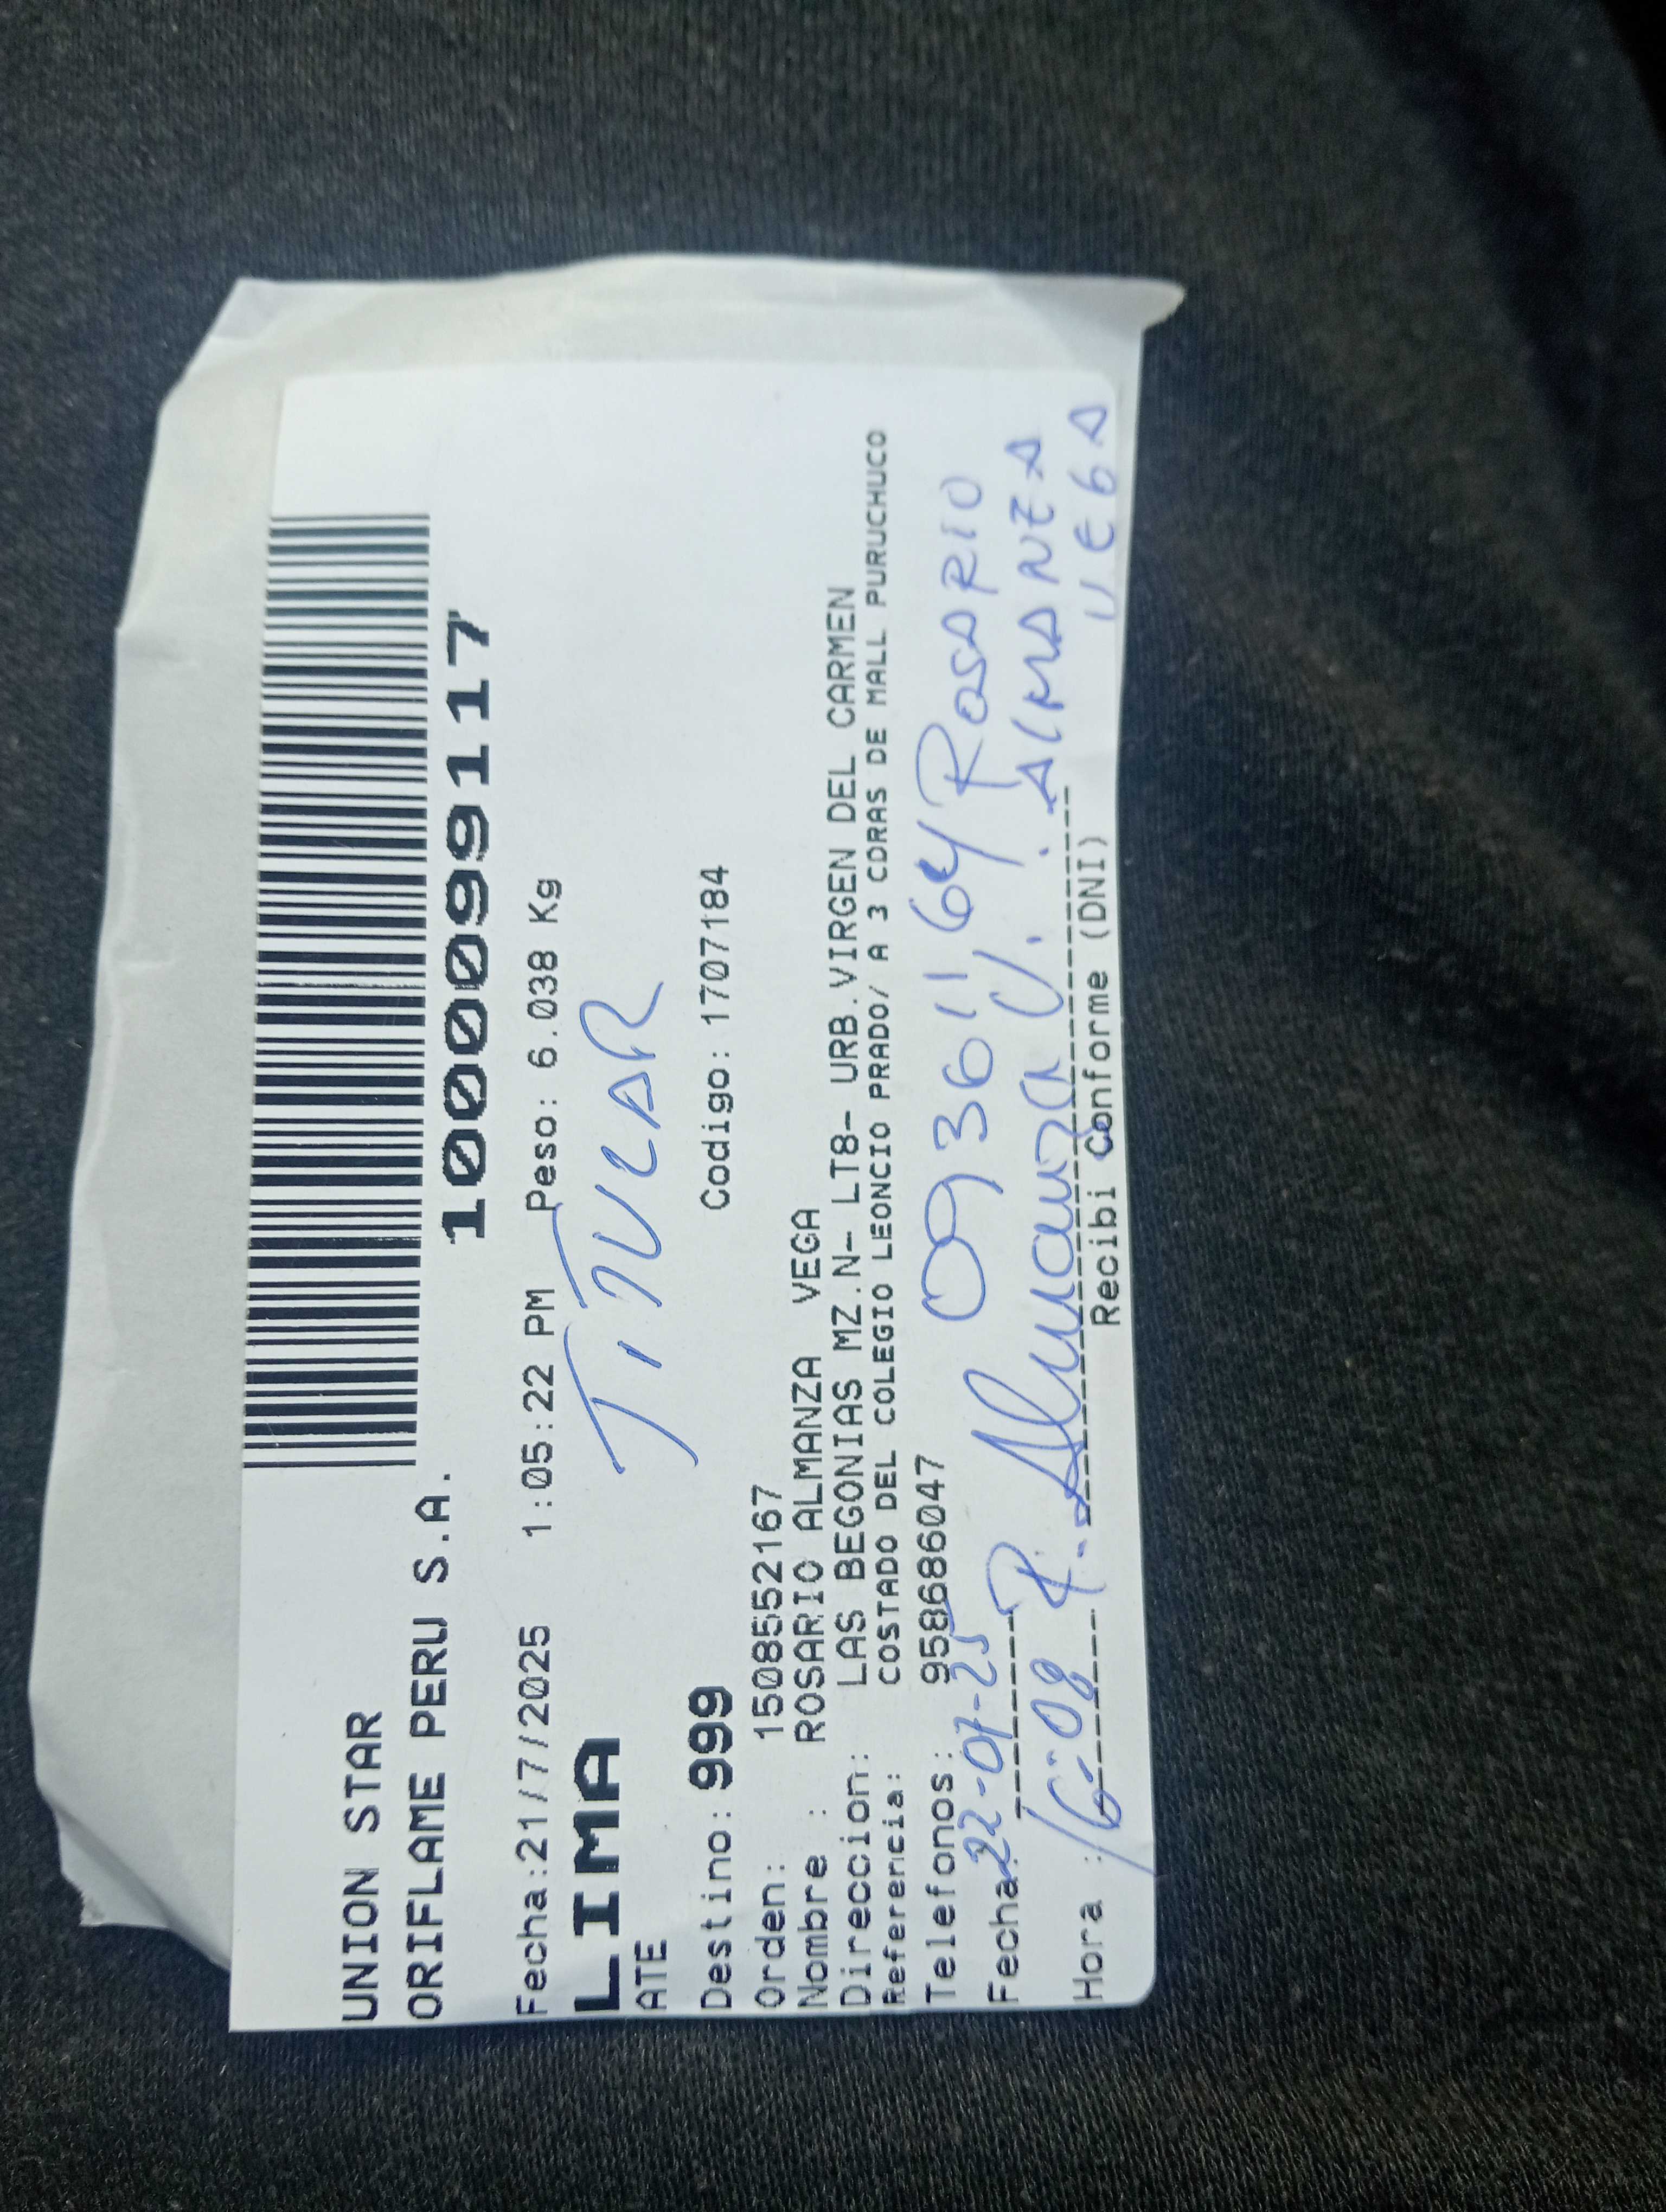 UNION STAR
ORIFLAME PERU S.A.
1000099117
Fecha:21/7/2025 1:05:22 PM Peso: 6.038 Kg
LIMA
TITULAR
ATE
Destino: 999 Codigo: 1707184
Orden: 1508552167
Nombre : ROSARIO ALMANZA VEGA
Direccion: LAS BEGONIAS MZ.N- LT8- URB.VIRGEN DEL CARMEN
Referencia: COSTADO DEL COLEGIO LEONCIO PRADO/ A 3 CDRAS DE MALL PURUCHUCO
Telefonos: 958686047
09361164 ROSARIO
Fecha: 22-07-25
R. Almanza V. ALMANZA
VEGA
Hora : 16:08
Recibi Conforme (DNI)